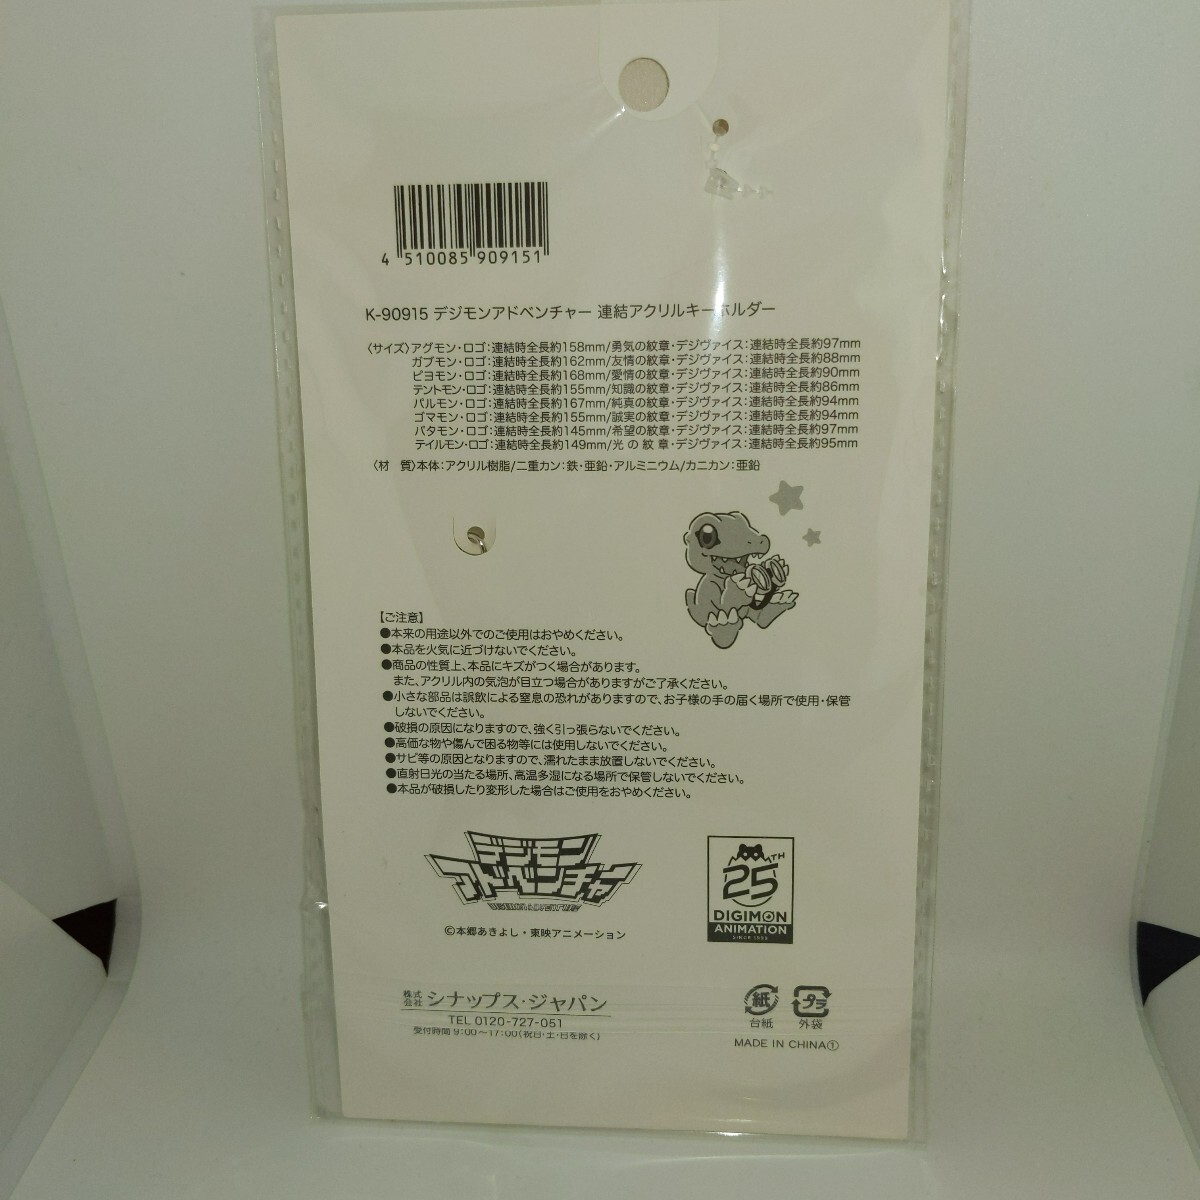 4 510085 909151
K-90915 デジモンアドベンチャー 連結アクリルキーホルダー
〈サイズ〉アグモン・ロゴ：連結時全長約158mm/勇気の紋章・デジヴァイス：連結時全長約97mm
ガブモン・ロゴ：連結時全長約162mm/友情の紋章・デジヴァイス：連結時全長約88mm
ピヨモン・ロゴ：連結時全長約168mm/愛情の紋章・デジヴァイス：連結時全長約90mm
テントモン・ロゴ：連結時全長約155mm/知識の紋章・デジヴァイス：連結時全長約86mm
パルモン・ロゴ：連結時全長約167mm/純真の紋章・デジヴァイス：連結時全長約94mm
ゴマモン・ロゴ：連結時全長約155mm/誠実の紋章・デジヴァイス：連結時全長約94mm
パタモン・ロゴ：連結時全長約145mm/希望の紋章・デジヴァイス：連結時全長約97mm
テイルモン・ロゴ：連結時全長約149mm/光 の 紋 章・デジヴァイス：連結時全長約95mm
〈材　質〉本体：アクリル樹脂/二重カン：鉄・亜鉛・アルミニウム/カニカン：亜鉛
【ご注意】
●本来の用途以外でのご使用はおやめください。
●本品を火気に近づけないでください。
●商品の性質上、本品にキズがつく場合があります。
また、アクリル内の気泡が目立つ場合がありますがご了承ください。
●小さな部品は誤飲による窒息の恐れがありますので、お子様の手の届く場所で使用・保管
しないでください。
●破損の原因になりますので、強く引っ張らないでください。
●高価な物や傷んで困る物等には使用しないでください。
●サビ等の原因となりますので、濡れたまま放置しないでください。
●直射日光の当たる場所、高温多湿になる場所で保管しないでください。
●本品が破損したり変形した場合はご使用をおやめください。
デジモン
アドベンチャー
DIGIMON ADVENTURE
©本郷あきよし・東映アニメーション
25TH
DIGIMON
ANIMATION
SINCE 1999
株式会社 シナップス・ジャパン
TEL 0120-727-051
受付時間 9:00〜17:00(祝日・土・日を除く)
紙
台紙
プラ
外袋
MADE IN CHINA①